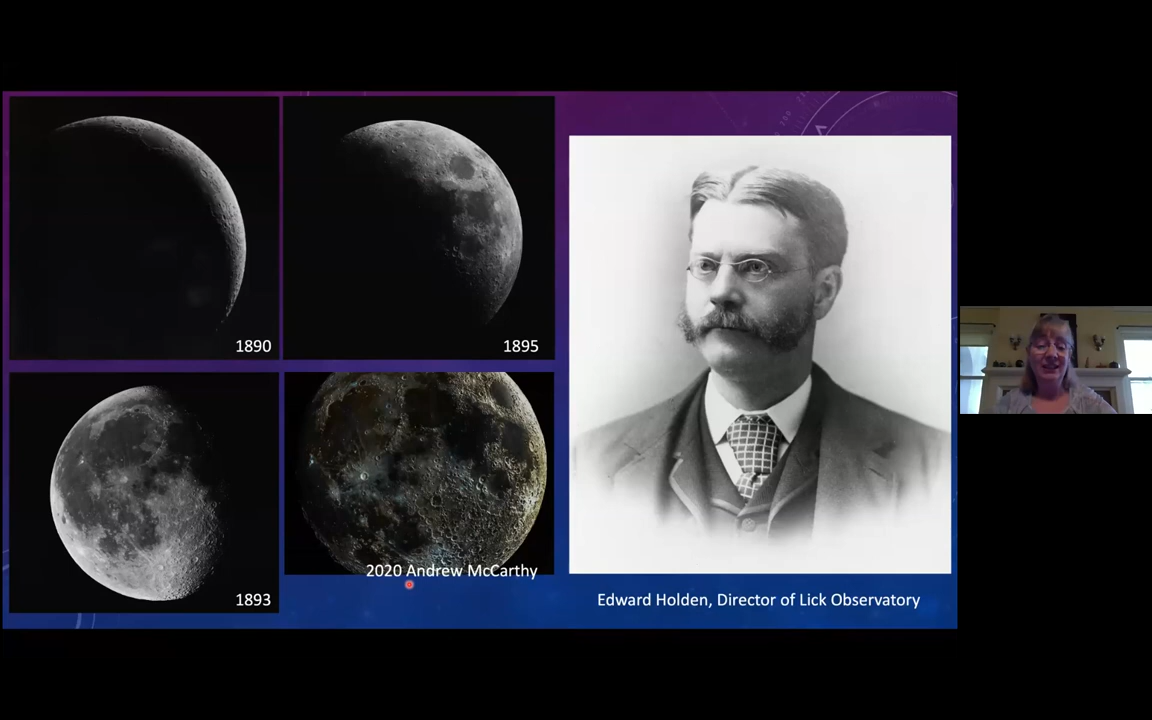 1890
1895
1893
2020 Andrew McCarthy
Edward Holden, Director of Lick Observatory